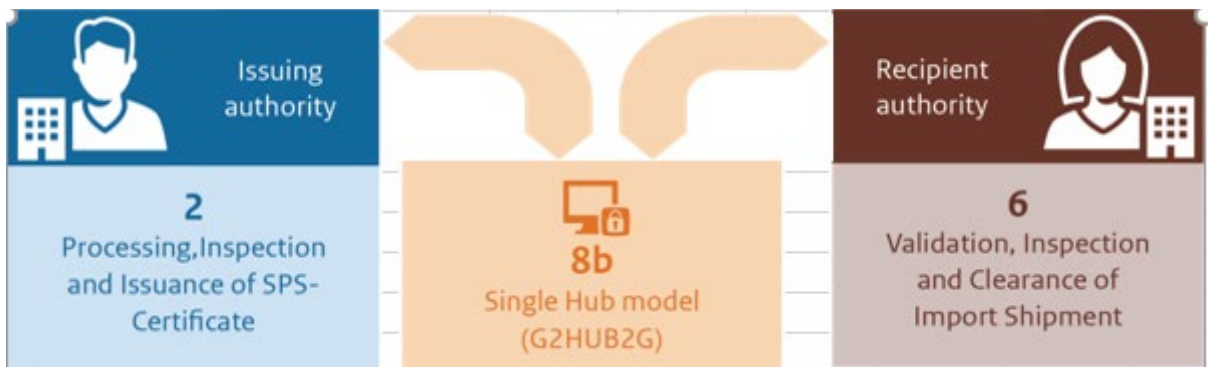 Issuing
authority
2
Processing,Inspection
and Issuance of SPS-
Certificate
8b
Single Hub model
(G2HUB2G)
Recipient
authority
6
Validation, Inspection
and Clearance of
Import Shipment